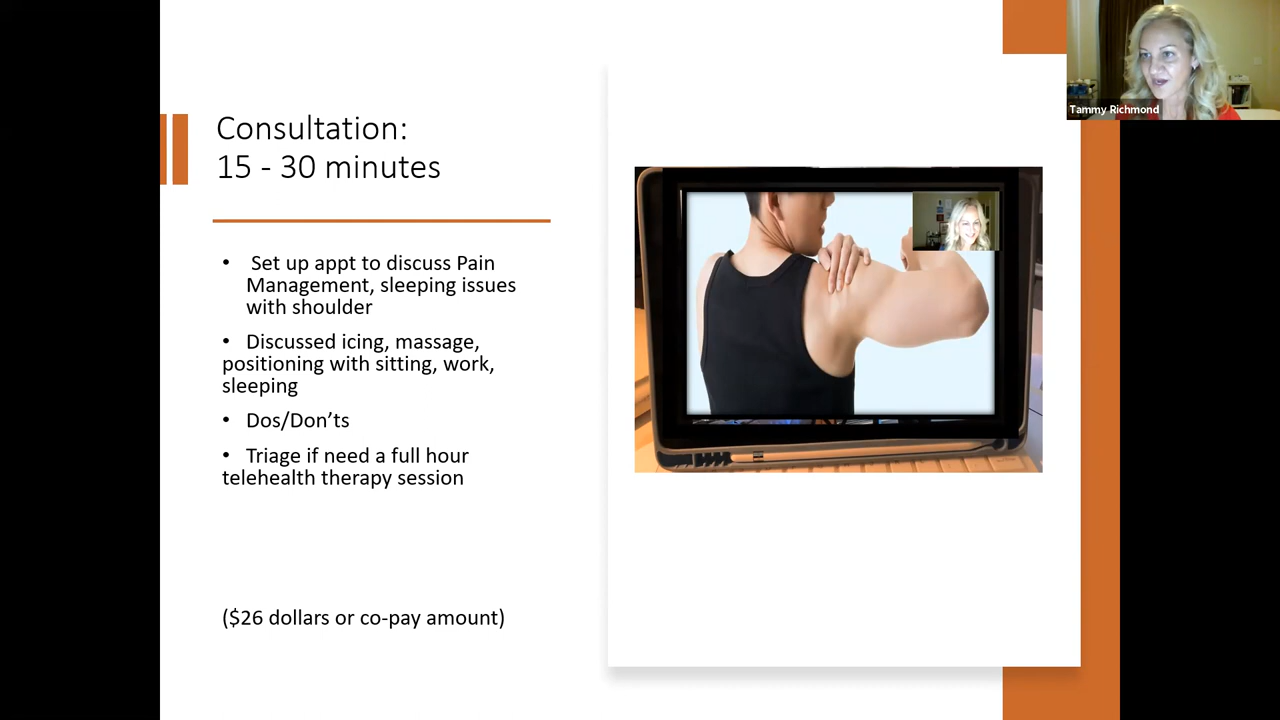 Tammy Richmond
Consultation:
15 - 30 minutes
• Set up appt to discuss Pain
Management, sleeping issues
with shoulder
• Discussed icing, massage,
positioning with sitting, work,
sleeping
• Dos/Don’ts
• Triage if need a full hour
telehealth therapy session
($26 dollars or co-pay amount)